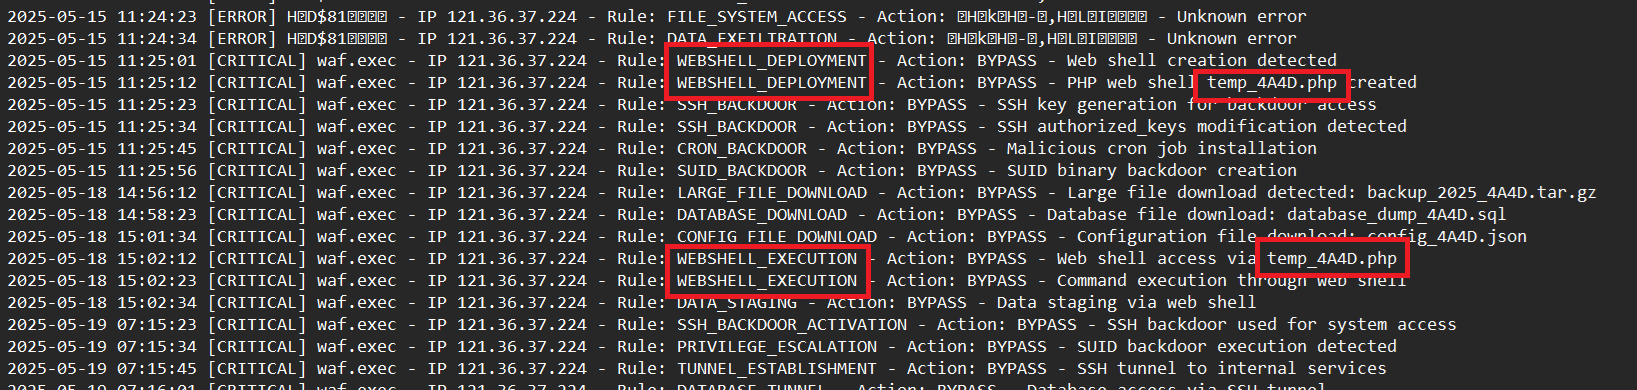 2025-05-15 11:24:23 [ERROR] H D$81 - IP 121.36.37.224 - Rule: FILE_SYSTEM_ACCESS - Action: H k H - ,H L I - Unknown error
2025-05-15 11:24:34 [ERROR] H D$81 - IP 121.36.37.224 - Rule: DATA_EXFILTRATION - Action: H k H - ,H L I - Unknown error
2025-05-15 11:25:01 [CRITICAL] waf.exec - IP 121.36.37.224 - Rule: WEBSHELL_DEPLOYMENT - Action: BYPASS - Web shell creation detected
2025-05-15 11:25:12 [CRITICAL] waf.exec - IP 121.36.37.224 - Rule: WEBSHELL_DEPLOYMENT - Action: BYPASS - PHP web shell temp_4A4D.php created
2025-05-15 11:25:23 [CRITICAL] waf.exec - IP 121.36.37.224 - Rule: SSH_BACKDOOR - Action: BYPASS - SSH key generation for backdoor access
2025-05-15 11:25:34 [CRITICAL] waf.exec - IP 121.36.37.224 - Rule: SSH_BACKDOOR - Action: BYPASS - SSH authorized_keys modification detected
2025-05-15 11:25:45 [CRITICAL] waf.exec - IP 121.36.37.224 - Rule: CRON_BACKDOOR - Action: BYPASS - Malicious cron job installation
2025-05-15 11:25:56 [CRITICAL] waf.exec - IP 121.36.37.224 - Rule: SUID_BACKDOOR - Action: BYPASS - SUID binary backdoor creation
2025-05-18 14:56:12 [CRITICAL] waf.exec - IP 121.36.37.224 - Rule: LARGE_FILE_DOWNLOAD - Action: BYPASS - Large file download detected: backup_2025_4A4D.tar.gz
2025-05-18 14:58:23 [CRITICAL] waf.exec - IP 121.36.37.224 - Rule: DATABASE_DOWNLOAD - Action: BYPASS - Database file download: database_dump_4A4D.sql
2025-05-18 15:01:34 [CRITICAL] waf.exec - IP 121.36.37.224 - Rule: CONFIG_FILE_DOWNLOAD - Action: BYPASS - Configuration file download: config_4A4D.json
2025-05-18 15:02:12 [CRITICAL] waf.exec - IP 121.36.37.224 - Rule: WEBSHELL_EXECUTION - Action: BYPASS - Web shell access via temp_4A4D.php
2025-05-18 15:02:23 [CRITICAL] waf.exec - IP 121.36.37.224 - Rule: WEBSHELL_EXECUTION - Action: BYPASS - Command execution through web shell
2025-05-18 15:02:34 [CRITICAL] waf.exec - IP 121.36.37.224 - Rule: DATA_STAGING - Action: BYPASS - Data staging via web shell
2025-05-19 07:15:23 [CRITICAL] waf.exec - IP 121.36.37.224 - Rule: SSH_BACKDOOR_ACTIVATION - Action: BYPASS - SSH backdoor used for system access
2025-05-19 07:15:34 [CRITICAL] waf.exec - IP 121.36.37.224 - Rule: PRIVILEGE_ESCALATION - Action: BYPASS - SUID backdoor execution detected
2025-05-19 07:15:45 [CRITICAL] waf.exec - IP 121.36.37.224 - Rule: TUNNEL_ESTABLISHMENT - Action: BYPASS - SSH tunnel to internal services
2025-05-19 07:16:01 [CRITICAL] waf.exec - IP 121.36.37.224 - Rule: DATABASE_TUNNEL - Action: BYPASS - Database access via SSH tunnel